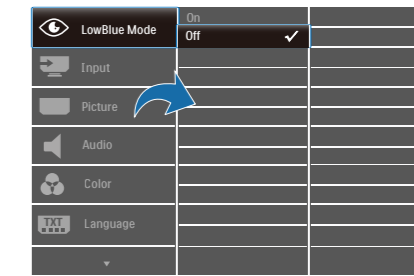 LowBlue Mode
On
Off
Input
Picture
Audio
Color
TXT
Language